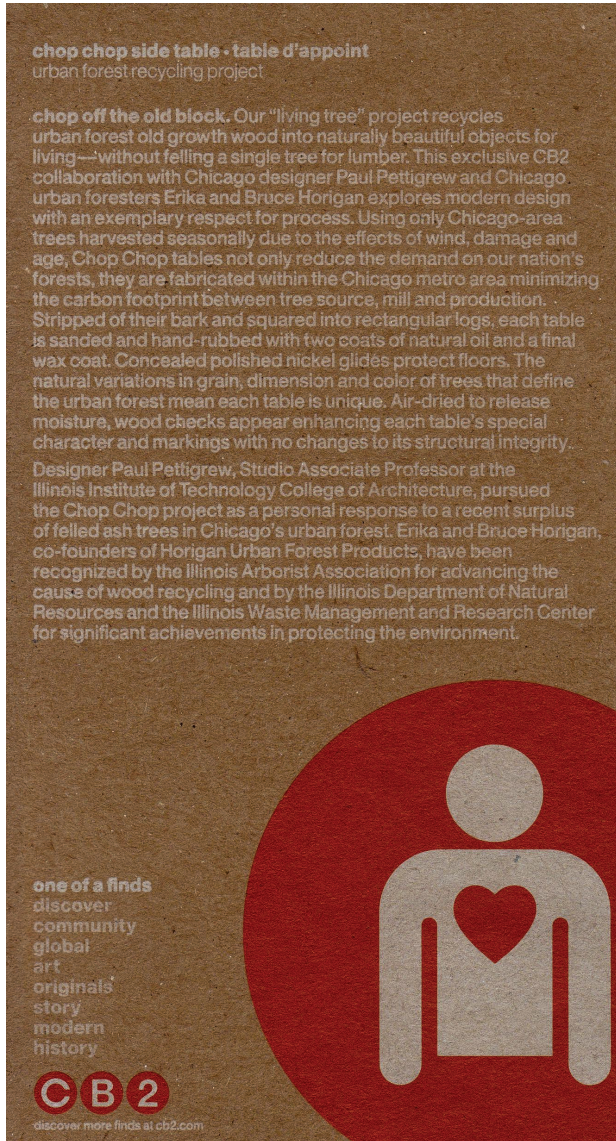 chop chop side table • table d'appoint
urban forest recycling project
chop off the old block. Our “living tree” project recycles
urban forest old growth wood into naturally beautiful objects for
living—without felling a single tree for lumber. This exclusive CB2
collaboration with Chicago designer Paul Pettigrew and Chicago
urban foresters Erika and Bruce Horigan explores modern design
with an exemplary respect for process. Using only Chicago-area
trees harvested seasonally due to the effects of wind, damage and
age, Chop Chop tables not only reduce the demand on our nation's
forests, they are fabricated within the Chicago metro area minimizing
the carbon footprint between tree source, mill and production.
Stripped of their bark and squared into rectangular logs, each table
is sanded and hand-rubbed with two coats of natural oil and a final
wax coat. Concealed polished nickel glides protect floors. The
natural variations in grain, dimension and color of trees that define
the urban forest mean each table is unique. Air-dried to release
moisture, wood checks appear enhancing each table's special
character and markings with no changes to its structural integrity.
Designer Paul Pettigrew, Studio Associate Professor at the
Illinois Institute of Technology College of Architecture, pursued
the Chop Chop project as a personal response to a recent surplus
of felled ash trees in Chicago's urban forest. Erika and Bruce Horigan,
co-founders of Horigan Urban Forest Products, have been
recognized by the Illinois Arborist Association for advancing the
cause of wood recycling and by the Illinois Department of Natural
Resources and the Illinois Waste Management and Research Center
for significant achievements in protecting the environment.
one of a finds
discover
community
global
art
originals
story
modern
history
CB2
discover more finds at cb2.com